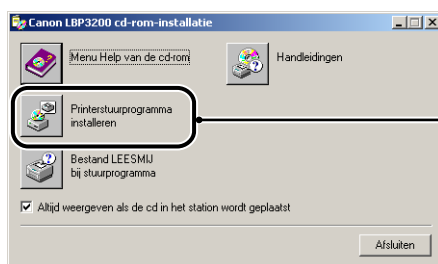 Canon LBP3200 cd-rom-installatie
Menu Help van de cd-rom
Handleidingen
Printerstuurprogramma
installeren
Bestand LEESMIJ
bij stuurprogramma
Altijd weergeven als de cd in het station wordt geplaatst
Afsluiten